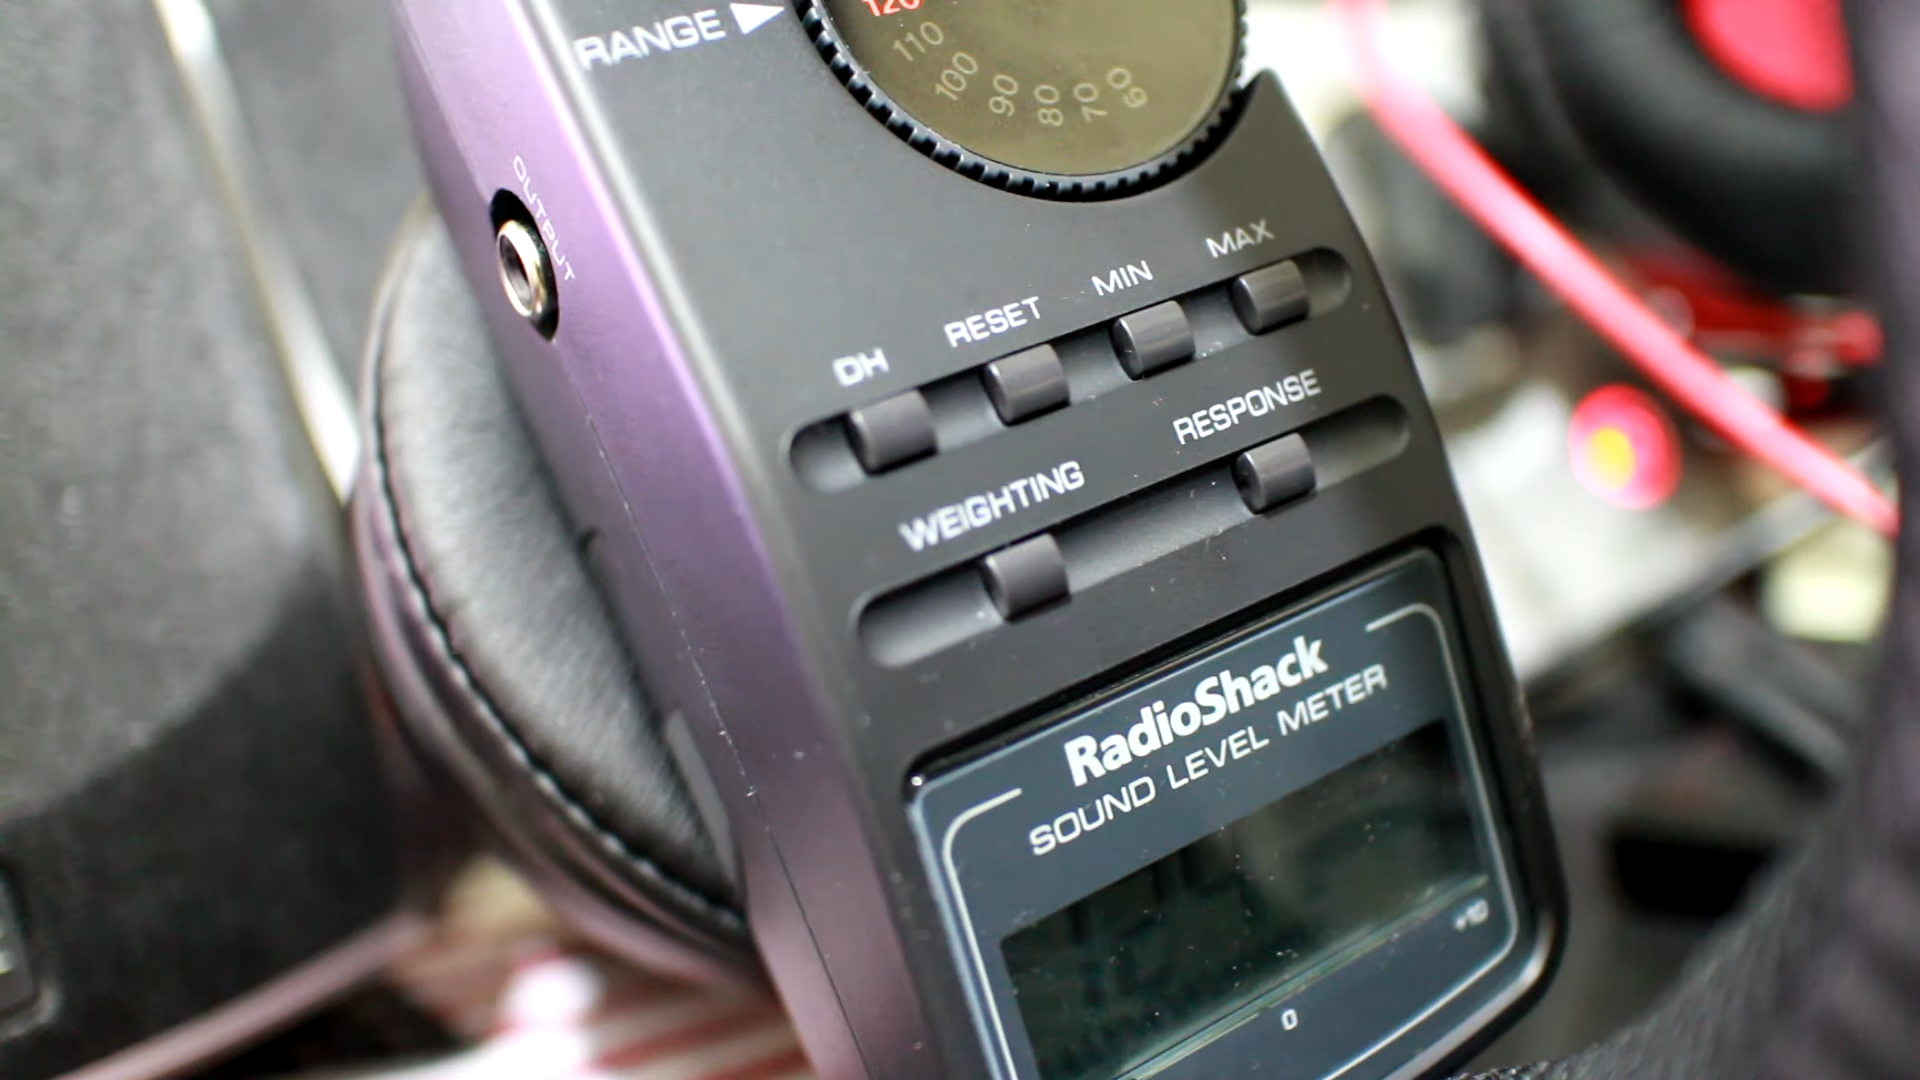 RANGE
120
110
100
90
80
70
60
OUTPUT
DH RESET MIN MAX
WEIGHTING RESPONSE
RadioShack
SOUND LEVEL METER
+10
0